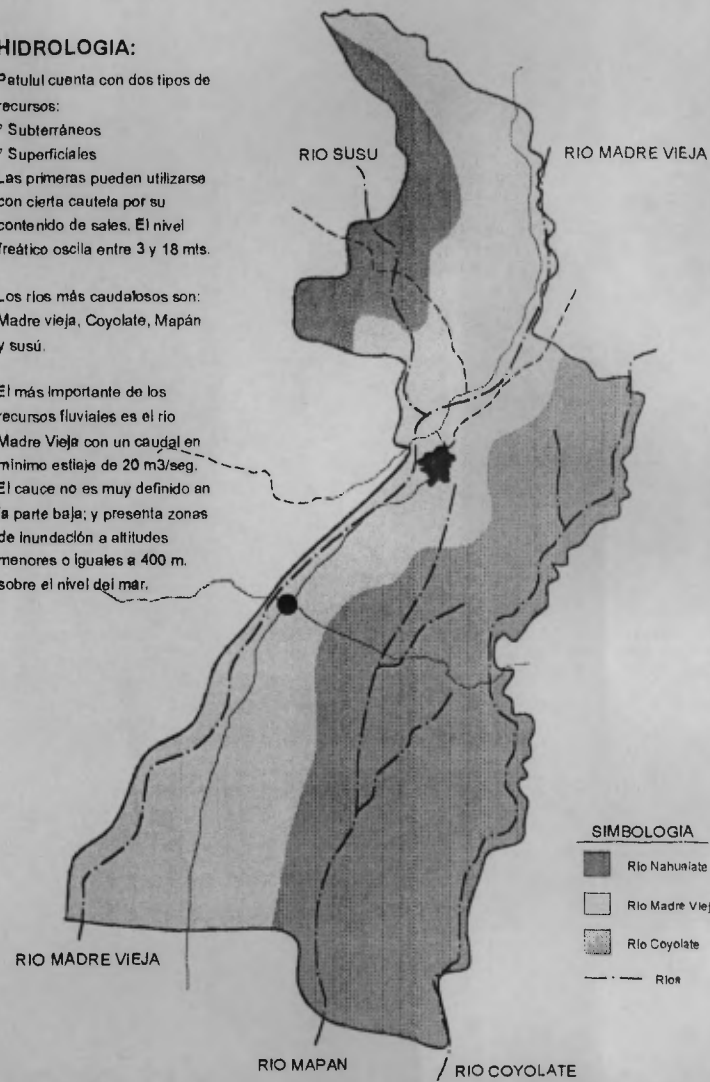 HIDROLOGIA:
Patulul cuenta con dos tipos de
recursos:
* Subterráneos
* Superficiales
Las primeras pueden utilizarse
con cierta cautela por su
contenido de sales. El nivel
freático oscila entre 3 y 18 mts.
Los ríos más caudalosos son:
Madre vieja, Coyolate, Mapán
y susú.
El más importante de los
recursos fluviales es el rio
Madre Vieja con un caudal en
mínimo estiaje de 20 m3/seg.
El cauce no es muy definido an
la parte baja; y presenta zonas
de inundación a altitudes
menores o iguales a 400 m.
sobre el nivel del mar.
RIO SUSU
RIO MADRE VIEJA
SIMBOLOGIA
Rio Nahualate
Rio Madre Viej
Rio Coyolate
Rios
RIO MADRE VIEJA
RIO MAPAN
RIO COYOLATE